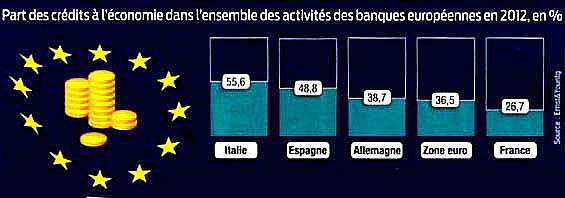 Part des crédits à l'économie dans l'ensemble des activités des banques européennes en 2012, en %
55,6 48,8 38,7 36,5 26,7
Italie Espagne Allemagne Zone euro France
Source : Ernst&Young